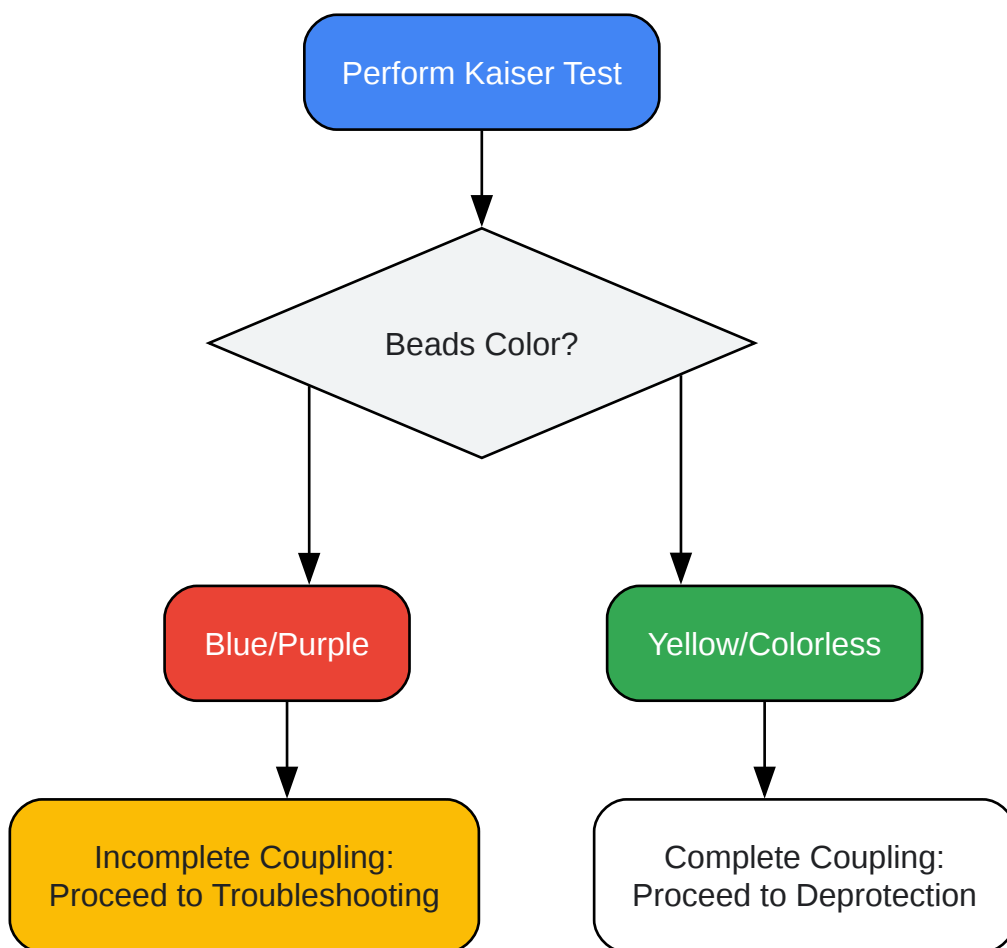 Perform Kaiser Test
Beads Color?
Blue/Purple
Yellow/Colorless
Incomplete Coupling:
Proceed to Troubleshooting
Complete Coupling:
Proceed to Deprotection